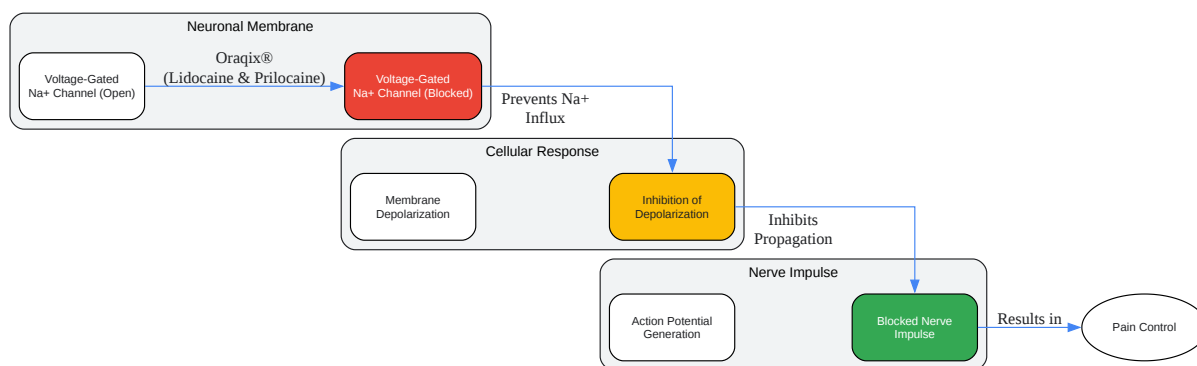 Neuronal Membrane
Voltage-Gated
Na+ Channel (Open)
Oraqix®
(Lidocaine & Prilocaine)
Voltage-Gated
Na+ Channel (Blocked)
Prevents Na+
Influx
Cellular Response
Membrane
Depolarization
Inhibition of
Depolarization
Inhibits
Propagation
Nerve Impulse
Action Potential
Generation
Blocked Nerve
Impulse
Results in
Pain Control